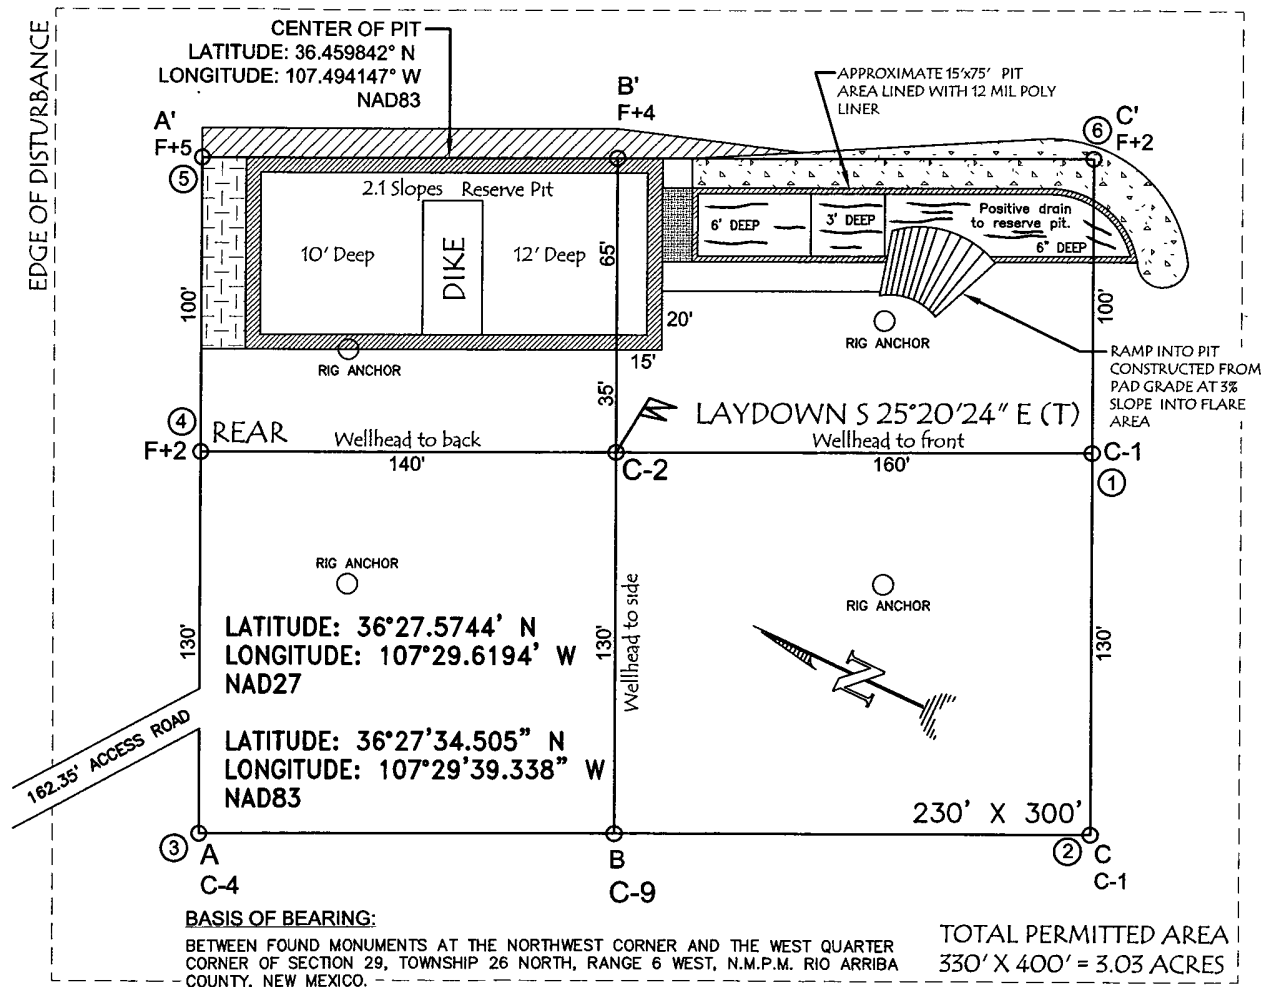 EDGE OF DISTURBANCE
CENTER OF PIT
LATITUDE: 36.459842° N
LONGITUDE: 107.494147° W
NAD83
A'
F+5
5
B'
F+4
APPROXIMATE 15'x75' PIT
AREA LINED WITH 12 MIL POLY
LINER
6
C'
F+2
2.1 Slopes Reserve Pit
10' Deep
DIKE
12' Deep
65'
6' DEEP
3' DEEP
Positive drain
to reserve pit.
6" DEEP
100'
100'
20'
15'
35'
RIG ANCHOR
RIG ANCHOR
RAMP INTO PIT
CONSTRUCTED FROM
PAD GRADE AT 3%
SLOPE INTO FLARE
AREA
4
F+2
REAR
Wellhead to back
140'
LAYDOWN S 25°20'24" E (T)
Wellhead to front
160'
C-2
C-1
1
RIG ANCHOR
RIG ANCHOR
130'
130'
Wellhead to side
130'
N
LATITUDE: 36°27.5744' N
LONGITUDE: 107°29.6194' W
NAD27
LATITUDE: 36°27'34.505" N
LONGITUDE: 107°29'39.338" W
NAD83
162.35' ACCESS ROAD
230' X 300'
3
A
C-4
B
C-9
2
C
C-1
BASIS OF BEARING:
BETWEEN FOUND MONUMENTS AT THE NORTHWEST CORNER AND THE WEST QUARTER
CORNER OF SECTION 29, TOWNSHIP 26 NORTH, RANGE 6 WEST, N.M.P.M. RIO ARRIBA
COUNTY, NEW MEXICO.
TOTAL PERMITTED AREA
330' X 400' = 3.03 ACRES